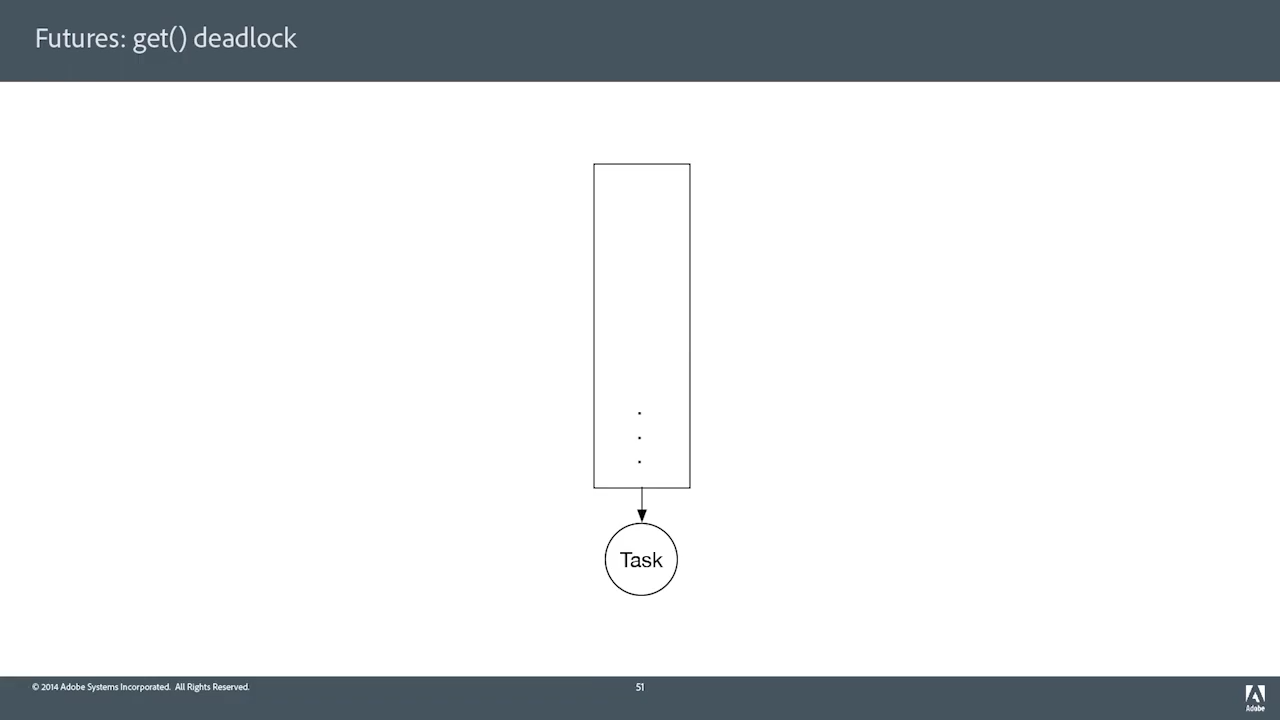 Futures: get() deadlock
.
.
.
Task
© 2014 Adobe Systems Incorporated. All Rights Reserved.
51
Adobe